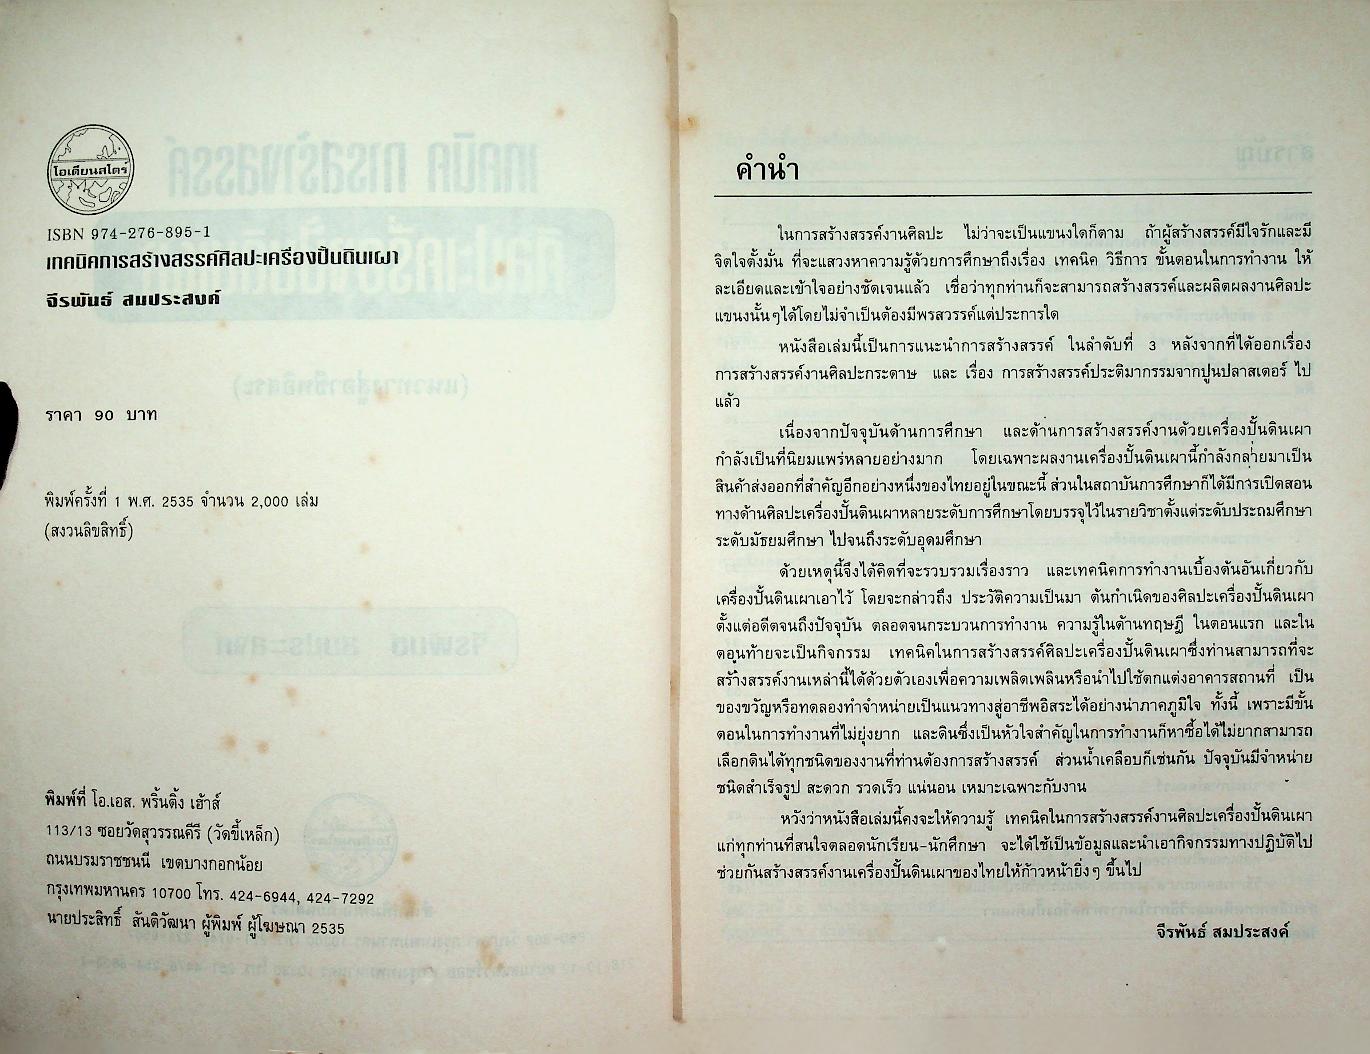 โอเดียนสโตร์
ISBN 974-276-895-1
เทคนิคการสร้างสรรค์ศิลปะเครื่องปั้นดินเผา
จีรพันธ์ สมประสงค์
ราคา 90 บาท
พิมพ์ครั้งที่ 1 พ.ศ. 2535 จำนวน 2,000 เล่ม
(สงวนลิขสิทธิ์)
พิมพ์ที่ โอ.เอส. พริ้นติ้ง เฮ้าส์
113/13 ซอยวัดสุวรรณคีรี (วัดขี้เหล็ก)
ถนนบรมราชชนนี เขตบางกอกน้อย
กรุงเทพมหานคร 10700 โทร. 424-6944, 424-7292
นายประสิทธิ์ สันติวัฒนา ผู้พิมพ์ ผู้โฆษณา 2535
คำนำ
ในการสร้างสรรค์งานศิลปะ ไม่ว่าจะเป็นแขนงใดก็ตาม ถ้าผู้สร้างสรรค์มีใจรักและมี
จิตใจตั้งมั่น ที่จะแสวงหาความรู้ด้วยการศึกษาถึงเรื่อง เทคนิค วิธีการ ขั้นตอนในการทำงาน ให้
ละเอียดและเข้าใจอย่างชัดเจนแล้ว เชื่อว่าทุกท่านก็จะสามารถสร้างสรรค์และผลิตผลงานศิลปะ
แขนงนั้นๆได้โดยไม่จำเป็นต้องมีพรสวรรค์แต่ประการใด
หนังสือเล่มนี้เป็นการแนะนำการสร้างสรรค์ ในลำดับที่ 3 หลังจากที่ได้ออกเรื่อง
การสร้างสรรค์งานศิลปะกระดาษ และ เรื่อง การสร้างสรรค์ประติมากรรมจากปูนปลาสเตอร์ ไป
แล้ว
เนื่องจากปัจจุบันด้านการศึกษา และด้านการสร้างสรรค์งานด้วยเครื่องปั้นดินเผา
กำลังเป็นที่นิยมแพร่หลายอย่างมาก โดยเฉพาะผลงานเครื่องปั้นดินเผานี้กำลังกลายมาเป็น
สินค้าส่งออกที่สำคัญอีกอย่างหนึ่งของไทยอยู่ในขณะนี้ ส่วนในสถาบันการศึกษาก็ได้มีการเปิดสอน
ทางด้านศิลปะเครื่องปั้นดินเผาหลายระดับการศึกษาโดยบรรจุไว้ในรายวิชาตั้งแต่ระดับประถมศึกษา
ระดับมัธยมศึกษา ไปจนถึงระดับอุดมศึกษา
ด้วยเหตุนี้จึงได้คิดที่จะรวบรวมเรื่องราว และเทคนิคการทำงานเบื้องต้นอันเกี่ยวกับ
เครื่องปั้นดินเผาเอาไว้ โดยจะกล่าวถึง ประวัติความเป็นมา ต้นกำเนิดของศิลปะเครื่องปั้นดินเผา
ตั้งแต่อดีตจนถึงปัจจุบัน ตลอดจนกระบวนการทำงาน ความรู้ในด้านทฤษฎี ในตอนแรก และใน
ตอนท้ายจะเป็นกิจกรรม เทคนิคในการสร้างสรรค์ศิลปะเครื่องปั้นดินเผาซึ่งท่านสามารถที่จะ
สร้างสรรค์งานเหล่านี้ได้ด้วยตัวเองเพื่อความเพลิดเพลินหรือนำไปใช้ตกแต่งอาคารสถานที่ เป็น
ของขวัญหรือทดลองทำจำหน่ายเป็นแนวทางสู่อาชีพอิสระได้อย่างน่าภาคภูมิใจ ทั้งนี้ เพราะมีขั้น
ตอนในการทำงานที่ไม่ยุ่งยาก และดินซึ่งเป็นหัวใจสำคัญในการทำงานก็หาซื้อได้ไม่ยากสามารถ
เลือกดินได้ทุกชนิดของงานที่ท่านต้องการสร้างสรรค์ ส่วนน้ำเคลือบก็เช่นกัน ปัจจุบันมีจำหน่าย
ชนิดสำเร็จรูป สะดวก รวดเร็ว แน่นอน เหมาะเฉพาะกับงาน
หวังว่าหนังสือเล่มนี้คงจะให้ความรู้ เทคนิคในการสร้างสรรค์งานศิลปะเครื่องปั้นดินเผา
แก่ทุกท่านที่สนใจตลอดนักเรียน-นักศึกษา จะได้ใช้เป็นข้อมูลและนำเอากิจกรรมทางปฏิบัติไป
ช่วยกันสร้างสรรค์งานเครื่องปั้นดินเผาของไทยให้ก้าวหน้ายิ่งๆ ขึ้นไป
จีรพันธ์ สมประสงค์